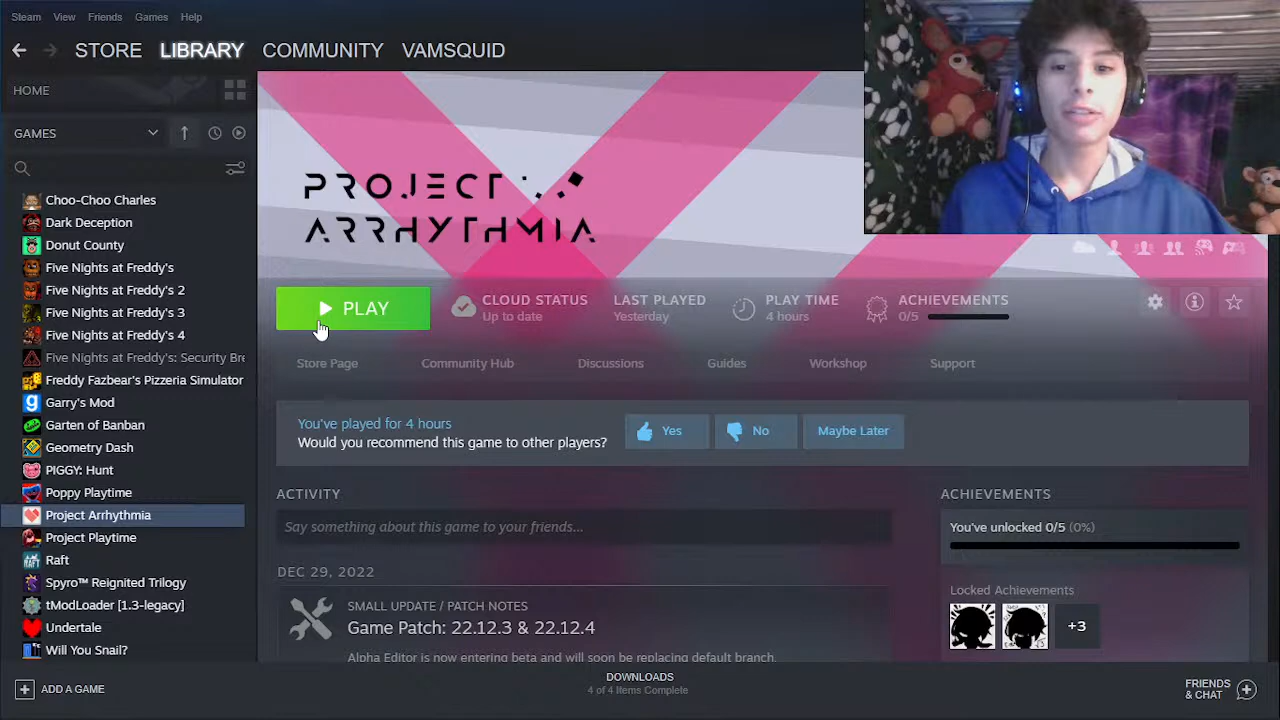 Steam View Friends Games Help
STORE LIBRARY COMMUNITY VAMSQUID
HOME
GAMES
Choo-Choo Charles
Dark Deception
Donut County
Five Nights at Freddy's
Five Nights at Freddy's 2
Five Nights at Freddy's 3
Five Nights at Freddy's 4
Five Nights at Freddy's: Security Bre
Freddy Fazbear's Pizzeria Simulator
Garry's Mod
Garten of Banban
Geometry Dash
PIGGY: Hunt
Poppy Playtime
Project Arrhythmia
Project Playtime
Raft
Spyro™ Reignited Trilogy
tModLoader [1.3-legacy]
Undertale
Will You Snail?
ADD A GAME
PROJECT
ARRHYTHMIA
PLAY
CLOUD STATUS
Up to date
LAST PLAYED
Yesterday
PLAY TIME
4 hours
ACHIEVEMENTS
0/5
Store Page Community Hub Discussions Guides Workshop Support
You've played for 4 hours
Would you recommend this game to other players?
Yes No Maybe Later
ACTIVITY
Say something about this game to your friends...
DEC 29, 2022
SMALL UPDATE / PATCH NOTES
Game Patch: 22.12.3 & 22.12.4
Alpha Editor is now entering beta and will soon be replacing default branch.
ACHIEVEMENTS
You've unlocked 0/5 (0%)
Locked Achievements
+3
DOWNLOADS
4 of 4 Items Complete
FRIENDS
& CHAT